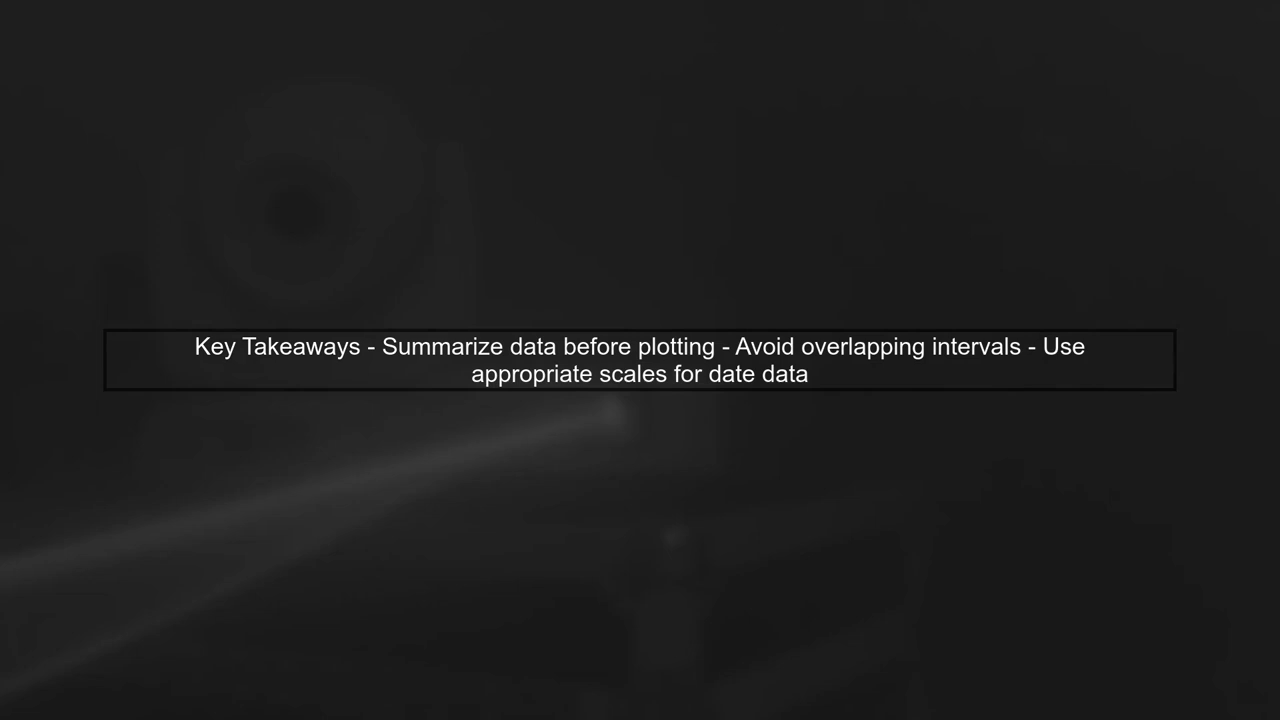 Key Takeaways - Summarize data before plotting - Avoid overlapping intervals - Use
appropriate scales for date data